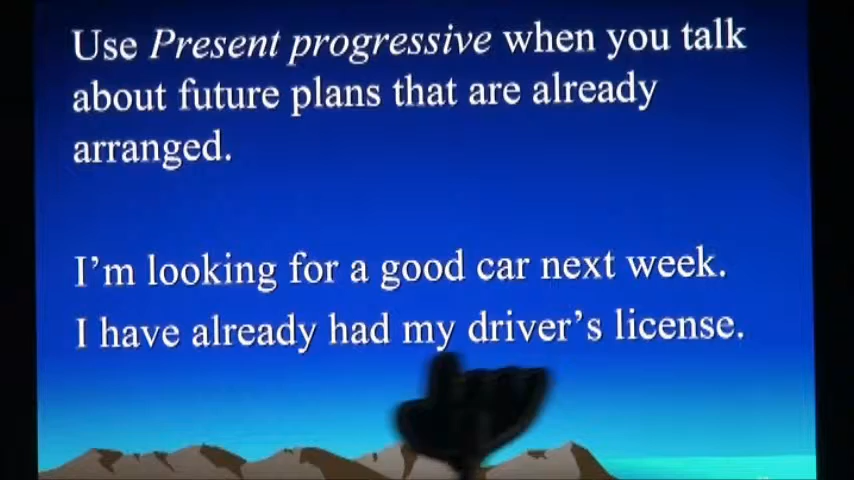 Use Present progressive when you talk
about future plans that are already
arranged.
I'm looking for a good car next week.
I have already had my driver's license.